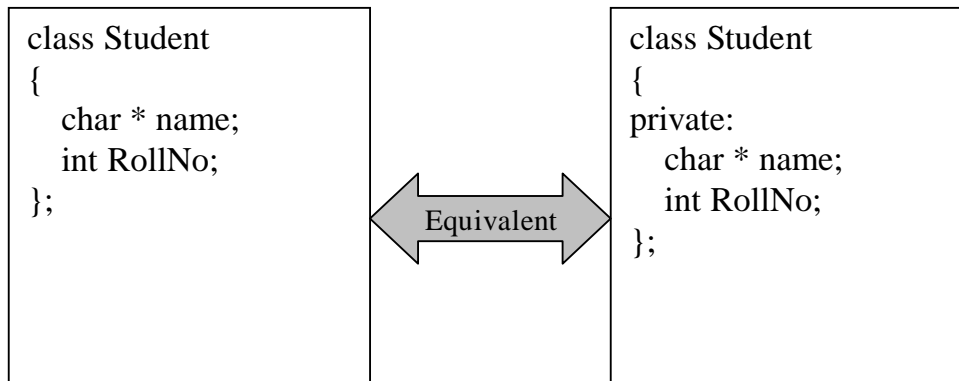 class Student
{
char * name;
int RollNo;
};
Equivalent
class Student
{
private:
char * name;
int RollNo;
};